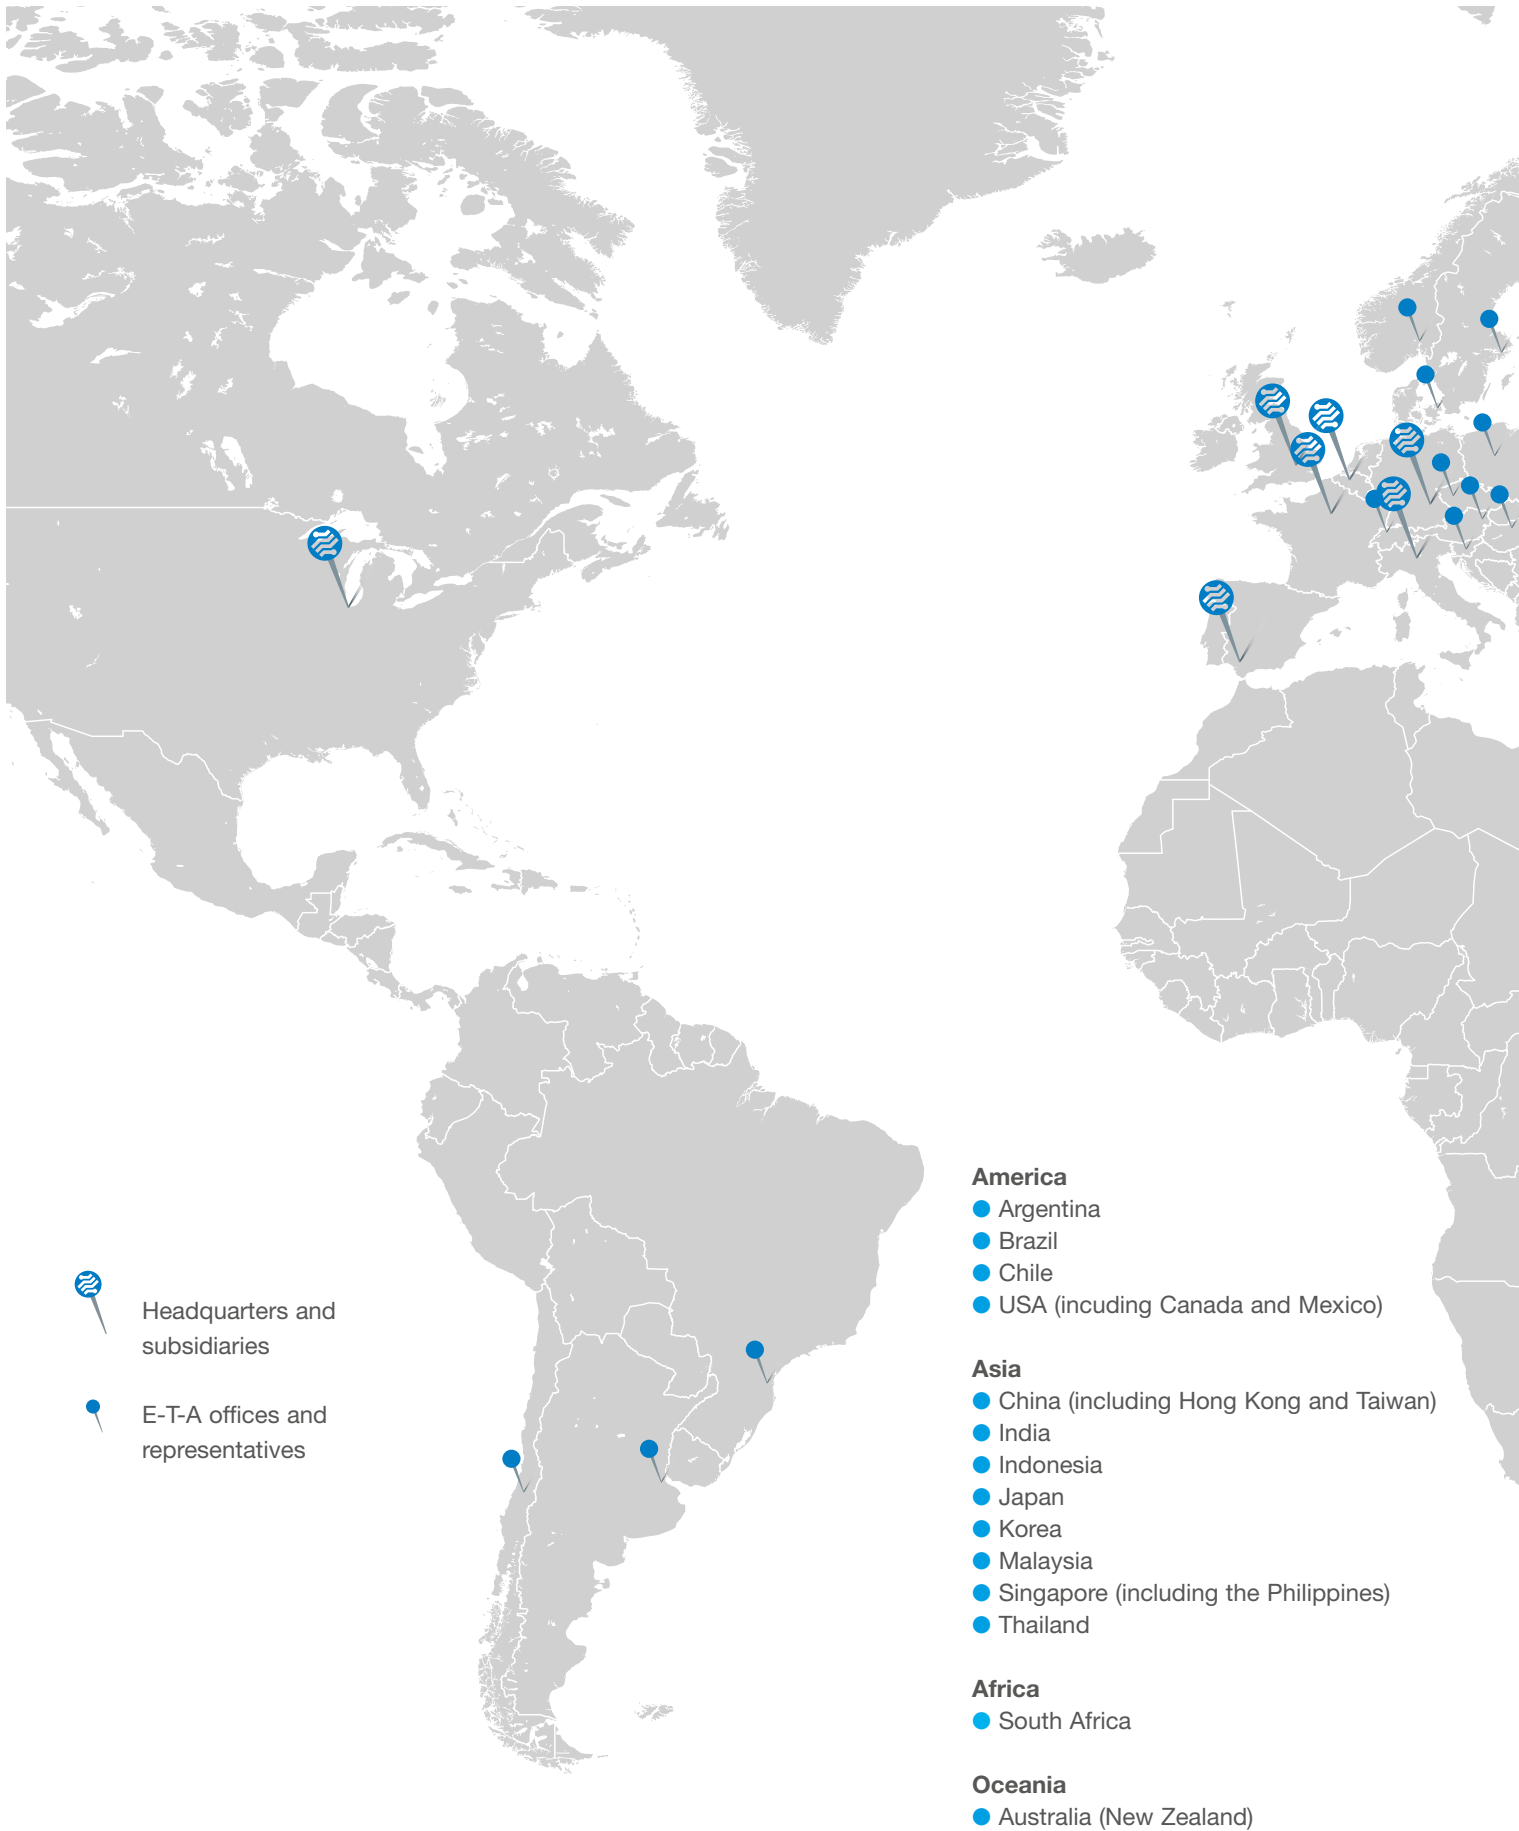 Headquarters and
subsidiaries
E-T-A offices and
representatives
America
Argentina
Brazil
Chile
USA (incuding Canada and Mexico)
Asia
China (including Hong Kong and Taiwan)
India
Indonesia
Japan
Korea
Malaysia
Singapore (including the Philippines)
Thailand
Africa
South Africa
Oceania
Australia (New Zealand)